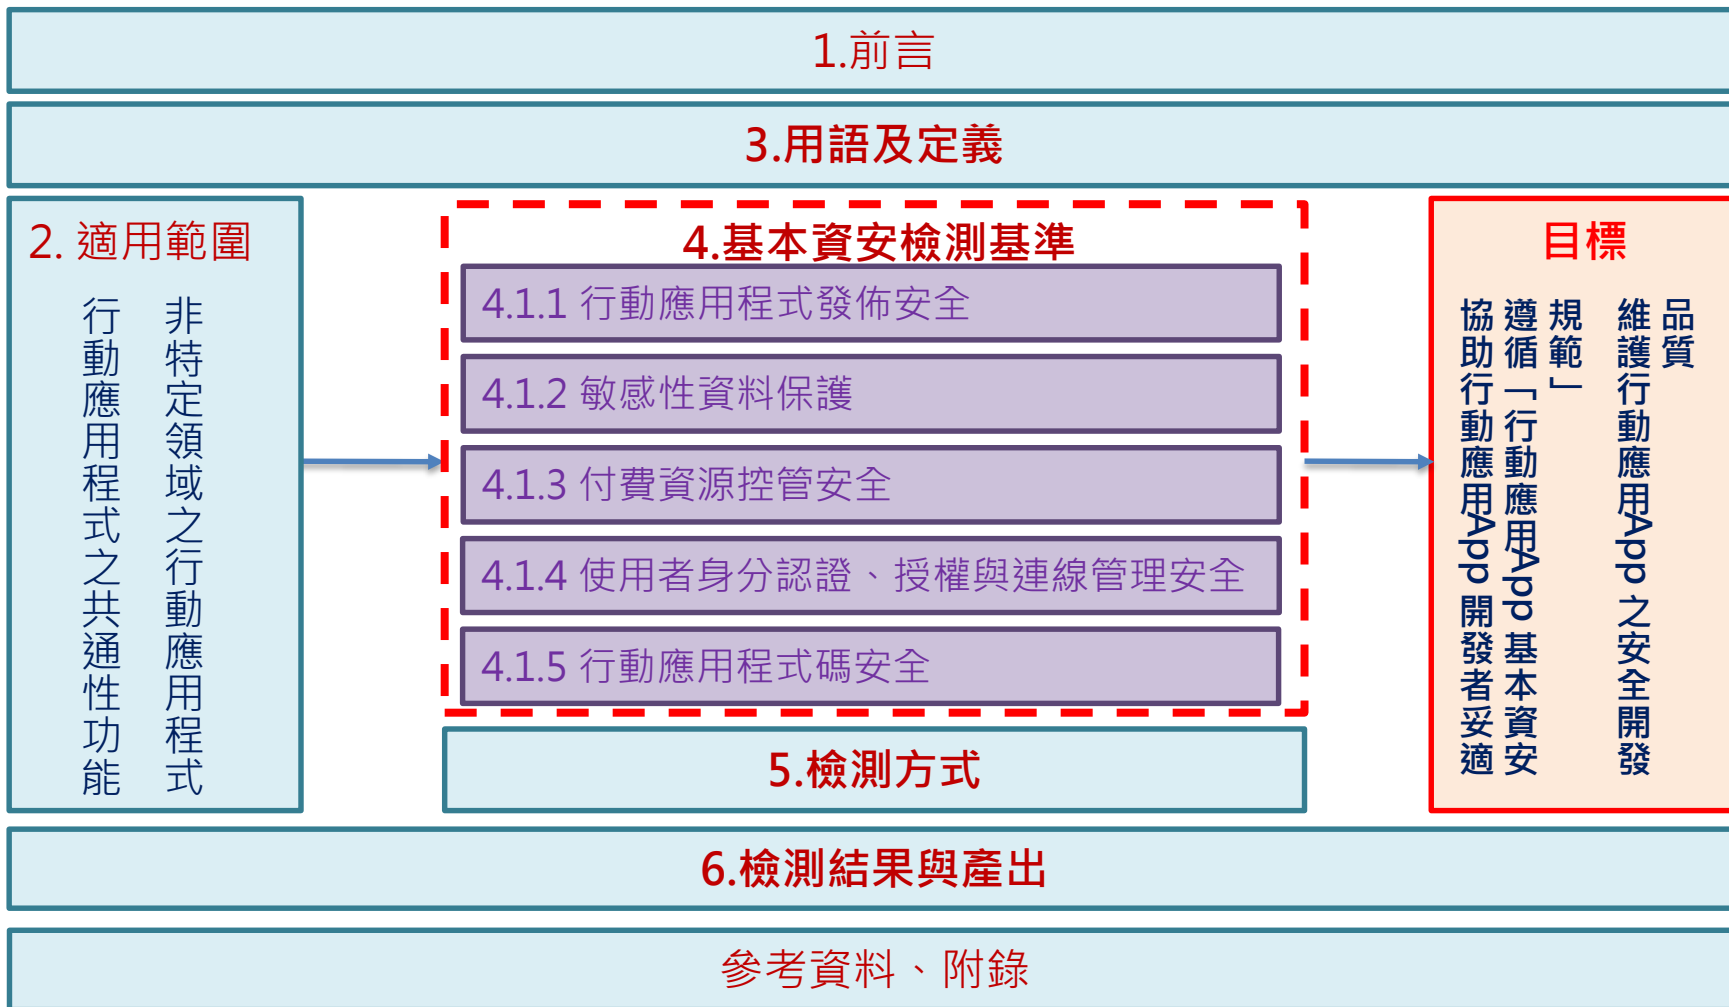 1.前言
3.用語及定義
2. 適用範圍
非特定領域之行動應用程式
行動應用程式之共通性功能
4.基本資安檢測基準
4.1.1 行動應用程式發佈安全
4.1.2 敏感性資料保護
4.1.3 付費資源控管安全
4.1.4 使用者身分認證、授權與連線管理安全
4.1.5 行動應用程式碼安全
5.檢測方式
目標
協助行動應用App 開發者妥適
遵循「行動應用App 基本資安
規範」
維護行動應用App 之安全開發
品質
6.檢測結果與產出
參考資料、附錄